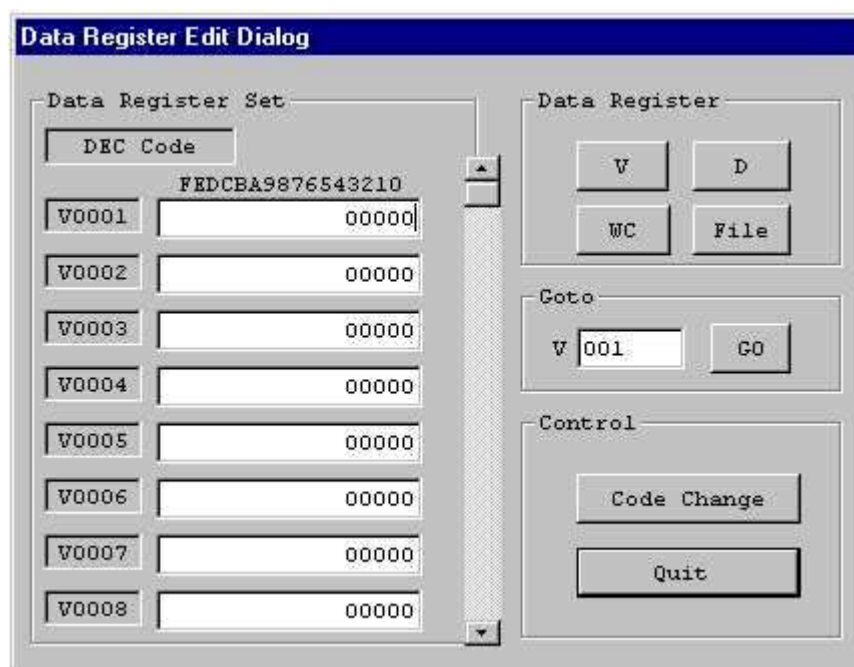 Data Register Edit Dialog
Data Register Set
DEC Code
FEDCBA9876543210
V0001 00000
V0002 00000
V0003 00000
V0004 00000
V0005 00000
V0006 00000
V0007 00000
V0008 00000
Data Register
V D
WC File
Goto
V 001 GO
Control
Code Change
Quit